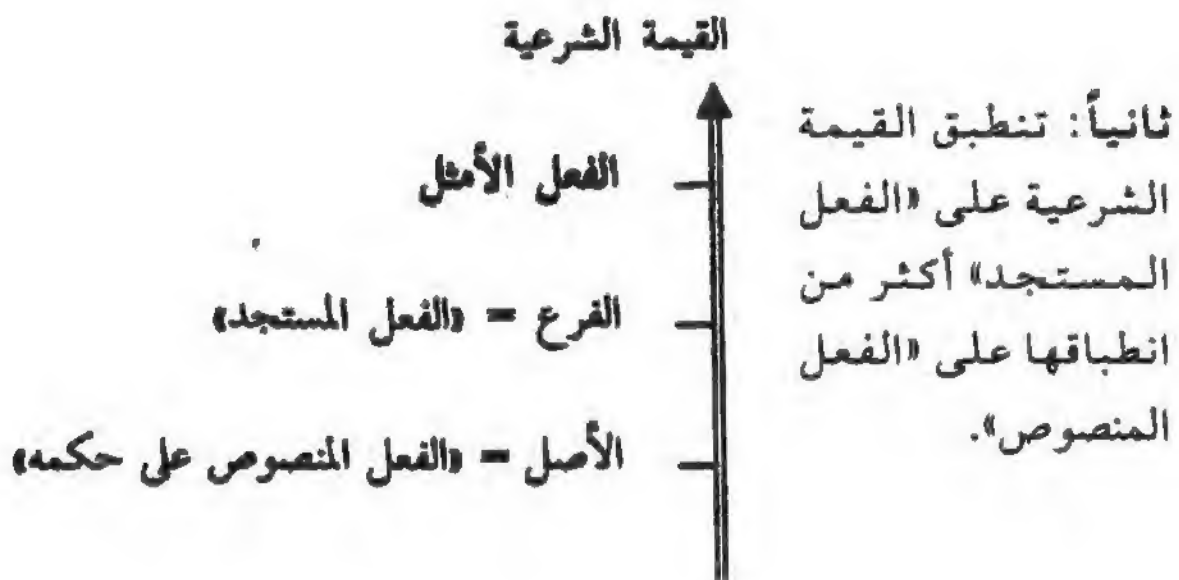 القيمة الشرعية
ثانياً: تنطبق القيمة
الشرعية على «الفعل
المستجد» أكثر من
انطباقها على «الفعل
المنصوص».
الفعل الأمثل
الفرع = «الفعل المستجد»
الأصل = «الفعل المنصوص على حكمه»